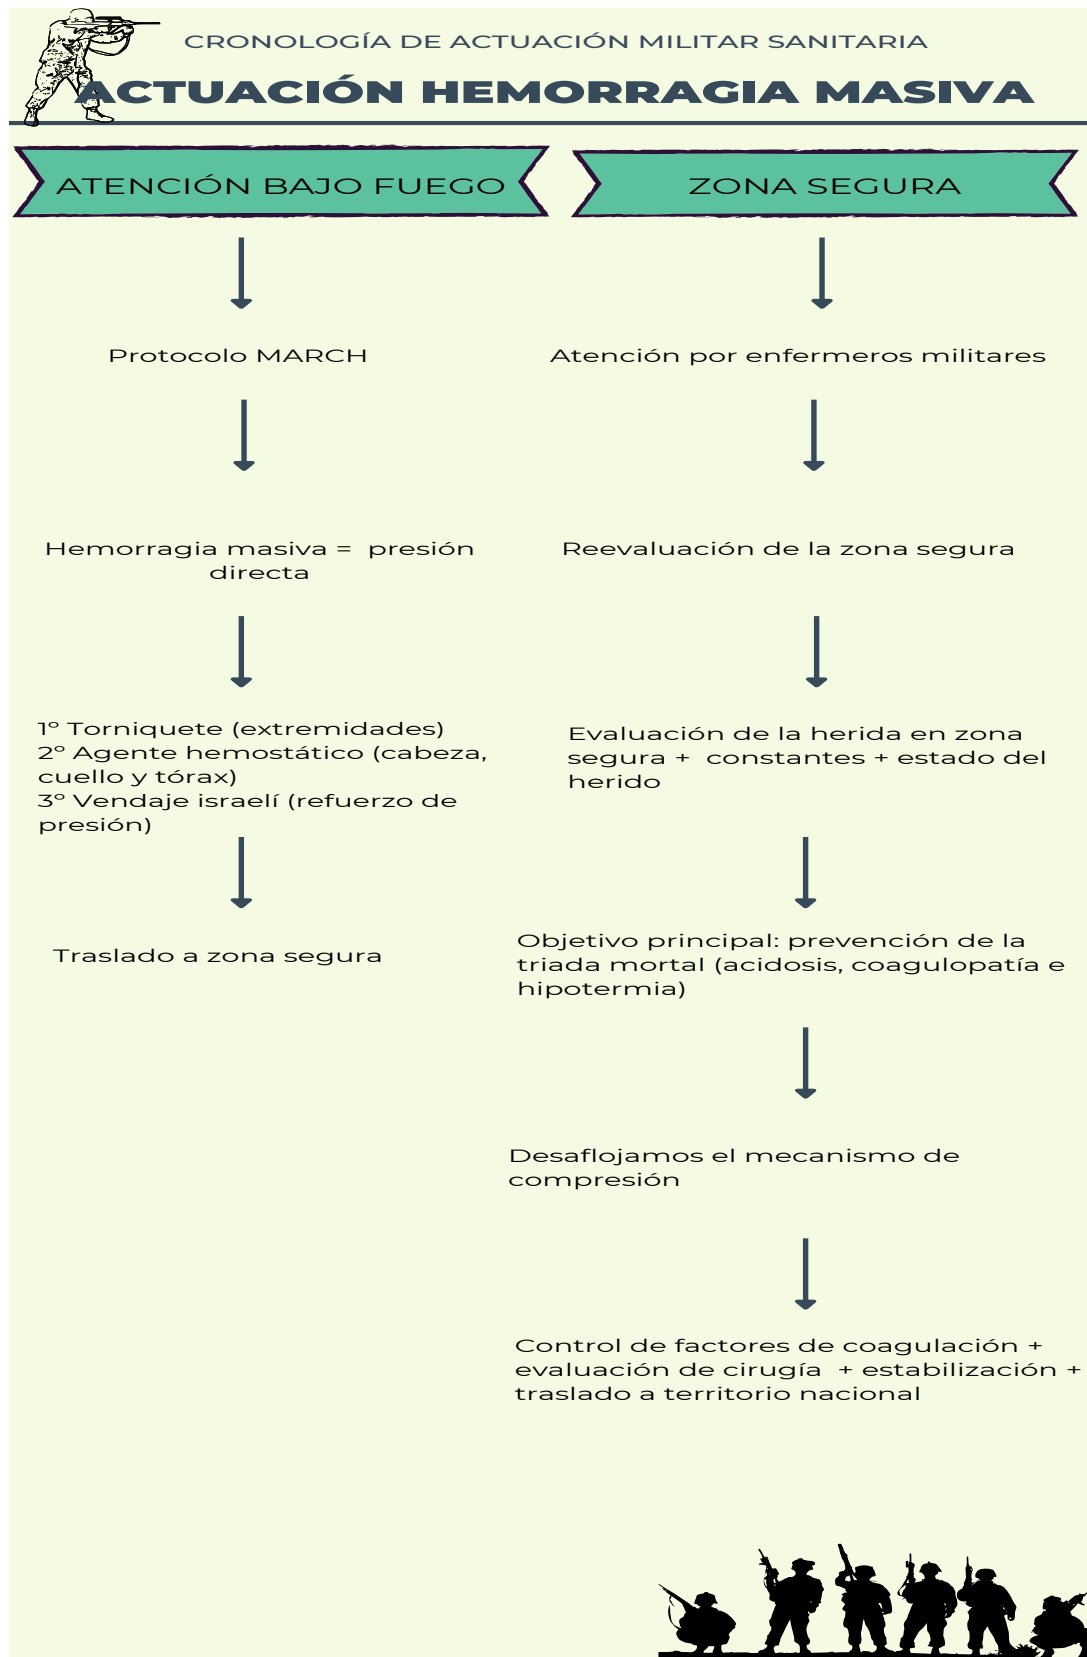 CRONOLOGÍA DE ACTUACIÓN MILITAR SANITARIA
ACTUACIÓN HEMORRAGIA MASIVA
ATENCIÓN BAJO FUEGO
Protocolo MARCH
Hemorragia masiva = presión
directa
1º Torniquete (extremidades)
2º Agente hemostático (cabeza,
cuello y tórax)
3º Vendaje israelí (refuerzo de
presión)
Traslado a zona segura
ZONA SEGURA
Atención por enfermeros militares
Reevaluación de la zona segura
Evaluación de la herida en zona
segura + constantes + estado del
herido
Objetivo principal: prevención de la
triada mortal (acidosis, coagulopatía e
hipotermia)
Desaflojamos el mecanismo de
compresión
Control de factores de coagulación +
evaluación de cirugía + estabilización +
traslado a territorio nacional